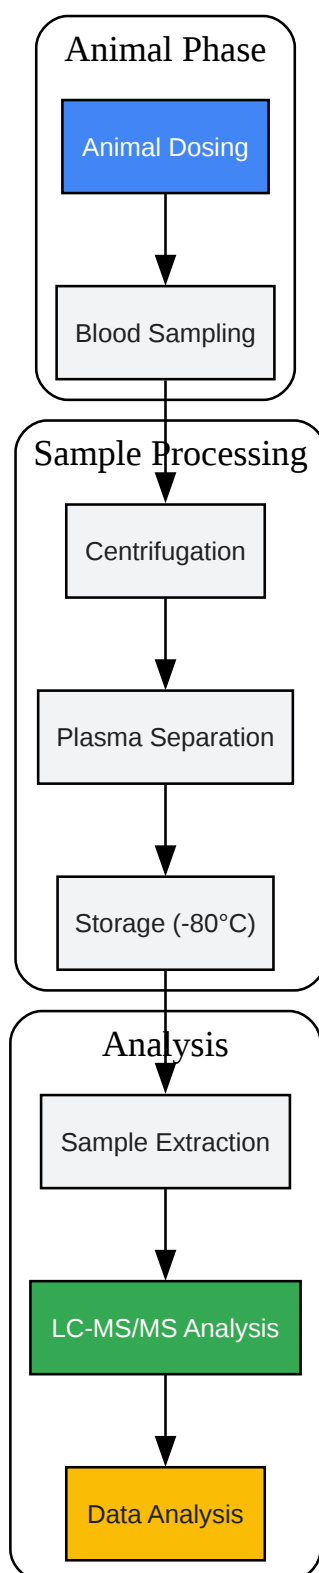 Animal Phase
Animal Dosing
Blood Sampling
Sample Processing
Centrifugation
Plasma Separation
Storage (-80°C)
Analysis
Sample Extraction
LC-MS/MS Analysis
Data Analysis